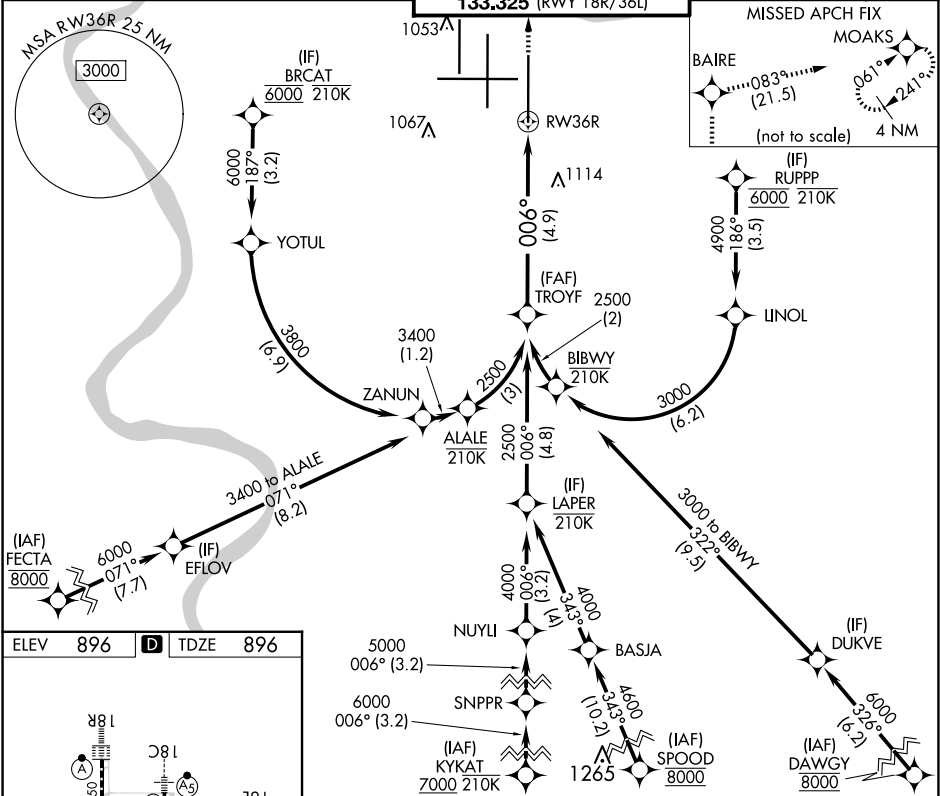 133.325 (RWY 18R/36L)
MSA RW36R 25 NM
3000
1053
1067
1114
(IF)
BRCAT
6000 210K
6000
187°
(3.2)
YOTUL
3800
(6.9)
RW36R
006°
(4.9)
MISSED APCH FIX
MOAKS
BAIRE
083°
(21.5)
061°
241°
4 NM
(not to scale)
(IF)
RUPPP
6000 210K
4900
186°
(3.5)
LINOL
3000
(6.2)
(FAF)
TROYF
2500
(2)
BIBWY
210K
3400
(1.2)
ZANUN
ALALE
210K
2500
(3)
2500
006°
(4.8)
3400 to ALALE
071°
(8.2)
(IAF)
FECTA
8000
6000
071°
(7.7)
(IF)
EFLOV
(IF)
LAPER
210K
4000
006°
(3.2)
4000
343°
(4)
3000 to BIBWY
322°
(9.5)
NUYLI
BASJA
(IF)
DUKVE
5000
006° (3.2)
SNPPR
6000
006° (3.2)
4600
343°
(10.2)
6000
326°
(6.2)
(IAF)
KYKAT
7000 210K
1265
(IAF)
SPOOD
8000
(IAF)
DAWGY
8000
ELEV 896 D TDZE 896
18R
18C
A
A5
50